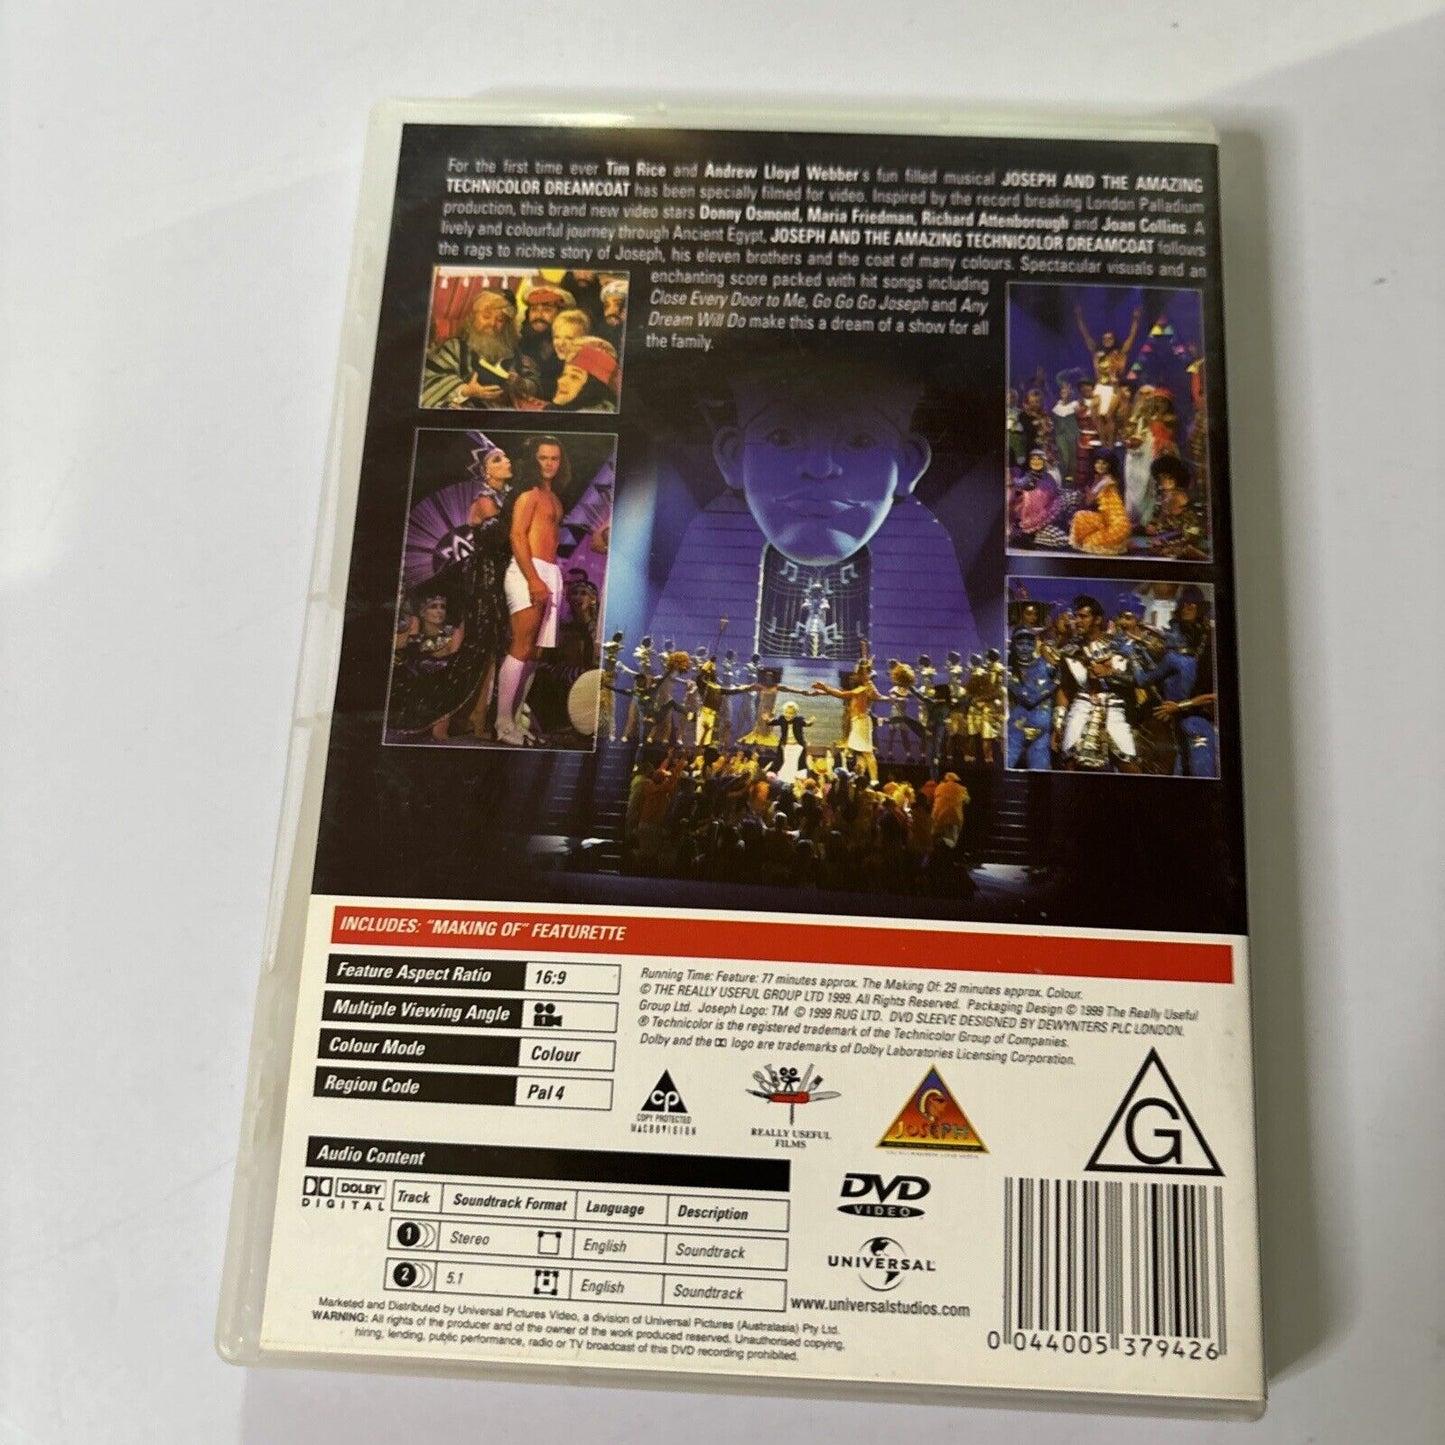 For the first time ever Tim Rice and Andrew Lloyd Webber's fun filled musical JOSEPH AND THE AMAZING
TECHNICOLOR DREAMCOAT has been specially filmed for video. Inspired by the record breaking London Palladium
production, this brand new video stars Donny Osmond, Maria Friedman, Richard Attenborough and Joan Collins. A
lively and colourful journey through Ancient Egypt, JOSEPH AND THE AMAZING TECHNICOLOR DREAMCOAT follows
the rags to riches story of Joseph, his eleven brothers and the coat of many colours. Spectacular visuals and an
enchanting score packed with hit songs including
Close Every Door to Me, Go Go Go Joseph and Any
Dream Will Do make this a dream of a show for all
the family.
INCLUDES: "MAKING OF" FEATURETTE
Feature Aspect Ratio 16:9
Multiple Viewing Angle
Colour Mode Colour
Region Code Pal 4
Running Time: Feature: 77 minutes approx. The Making Of: 29 minutes approx. Colour.
© THE REALLY USEFUL GROUP LTD 1999. All Rights Reserved. Packaging Design © 1999 The Really Useful
Group Ltd. Joseph Logo: TM © 1999 RUG LTD. DVD SLEEVE DESIGNED BY DEWYNTERS PLC LONDON.
® Technicolor is the registered trademark of the Technicolor Group of Companies.
Dolby and the logo are trademarks of Dolby Laboratories Licensing Corporation.
cp
COPY PROTECTED
MACROVISION
REALLY USEFUL
FILMS
JOSEPH
G
Audio Content
DOLBY
DIGITAL
Track Soundtrack Format Language Description
1 Stereo English Soundtrack
2 5.1 English Soundtrack
DVD
VIDEO
UNIVERSAL
www.universalstudios.com
Marketed and Distributed by Universal Pictures Video, a division of Universal Pictures (Australasia) Pty Ltd.
WARNING: All rights of the producer and of the owner of the work produced reserved. Unauthorised copying,
hiring, lending, public performance, radio or TV broadcast of this DVD recording prohibited.
0 044005 379426